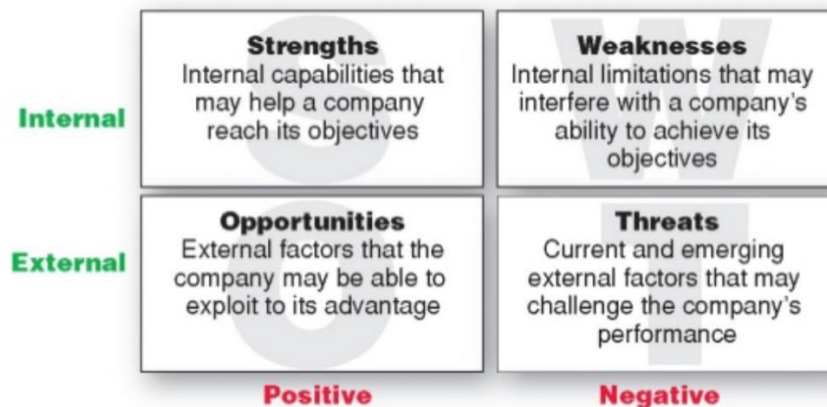 Strengths
Internal capabilities that
may help a company
reach its objectives
Weaknesses
Internal limitations that may
interfere with a company's
ability to achieve its
objectives
Internal
Opportunities
External factors that the
company may be able to
exploit to its advantage
Threats
Current and emerging
external factors that may
challenge the company's
performance
External
Positive
Negative
S
W
O
T